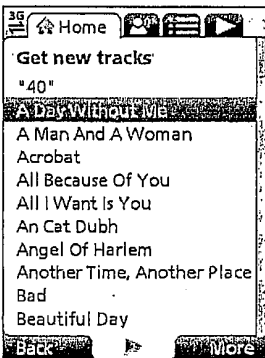 3G
Home
Get new tracks
"40"
A Day Without Me
A Man And A Woman
Acrobat
All Because Of You
All I Want Is You
An Cat Dubh
Angel Of Harlem
Another Time, Another Place
Bad
Beautiful Day
Back More